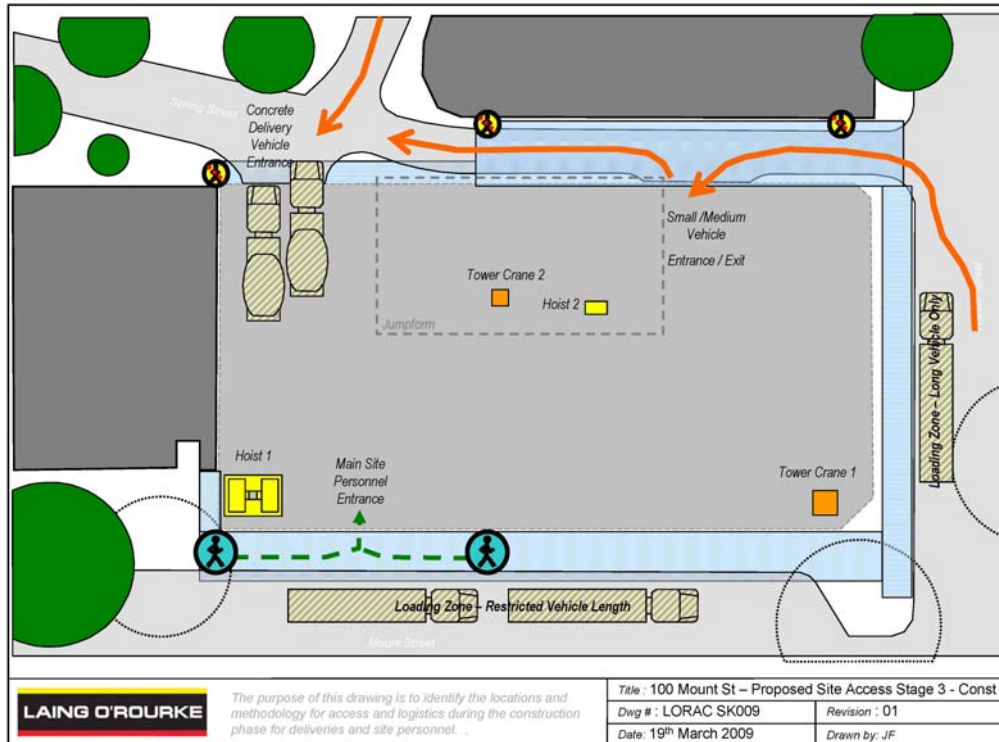 Spring Street
Concrete
Delivery
Vehicle
Entrance
Small /Medium
Vehicle
Entrance / Exit
Tower Crane 2
Hoist 2
Jumpform
Loading Zone – Long Vehicle Only
Hoist 1
Main Site
Personnel
Entrance
Tower Crane 1
Loading Zone – Restricted Vehicle Length
Mount Street
LAING O'ROURKE
The purpose of this drawing is to identify the locations and
methodology for access and logistics during the construction
phase for deliveries and site personnel. .
Title : 100 Mount St – Proposed Site Access Stage 3 - Const
Dwg # : LORAC SK009
Revision : 01
Date: 19th March 2009
Drawn by: JF